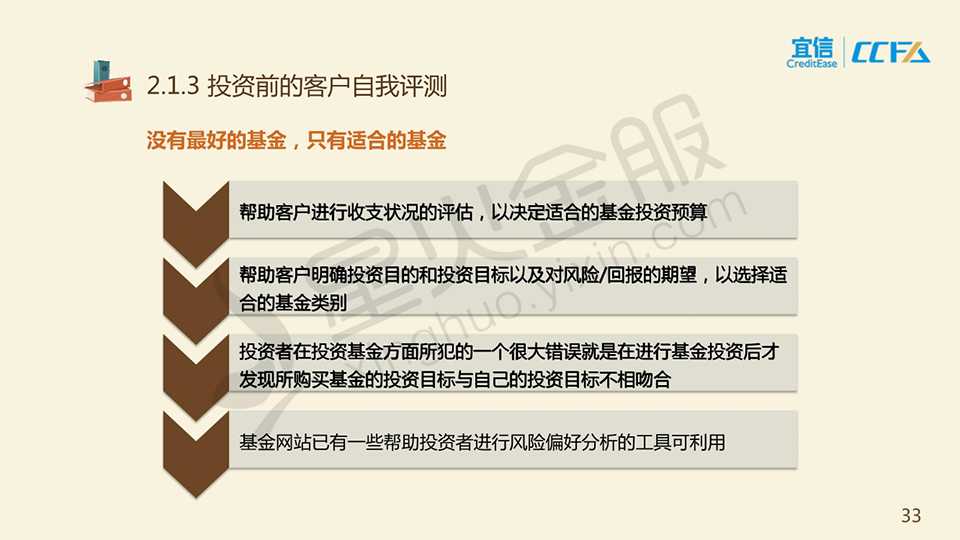 宜信
CreditEase
CCFA
2.1.3 投资前的客户自我评测
没有最好的基金，只有适合的基金
帮助客户进行收支状况的评估，以决定适合的基金投资预算
帮助客户明确投资目的和投资目标以及对风险/回报的期望，以选择适
合的基金类别
投资者在投资基金方面所犯的一个很大错误就是在进行基金投资后才
发现所购买基金的投资目标与自己的投资目标不相吻合
基金网站已有一些帮助投资者进行风险偏好分析的工具可利用
星火金服
xinghuo.yixin.com
33